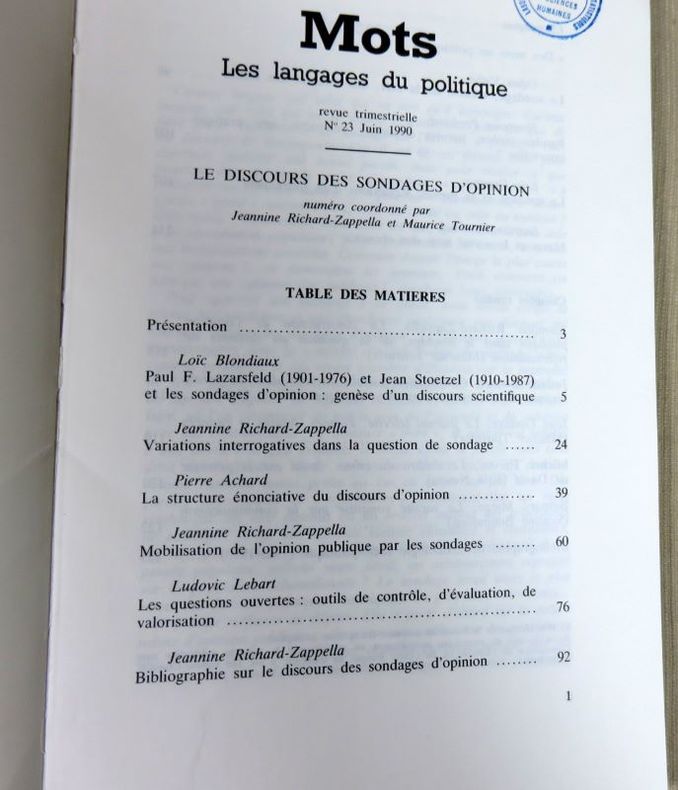 SCIENCES
HUMAINES
Mots
Les langages du politique
revue trimestrielle
N° 23 Juin 1990
LE DISCOURS DES SONDAGES D'OPINION
numéro coordonné par
Jeannine Richard-Zappella et Maurice Tournier
TABLE DES MATIERES
Présentation ........................................................ 3
Loïc Blondiaux
Paul F. Lazarsfeld (1901-1976) et Jean Stoetzel (1910-1987)
et les sondages d'opinion : genèse d'un discours scientifique 5
Jeannine Richard-Zappella
Variations interrogatives dans la question de sondage ...... 24
Pierre Achard
La structure énonciative du discours d'opinion .............. 39
Jeannine Richard-Zappella
Mobilisation de l'opinion publique par les sondages ........ 60
Ludovic Lebart
Les questions ouvertes : outils de contrôle, d'évaluation, de
valorisation ........................................................ 76
Jeannine Richard-Zappella
Bibliographie sur le discours des sondages d'opinion ........ 92
1